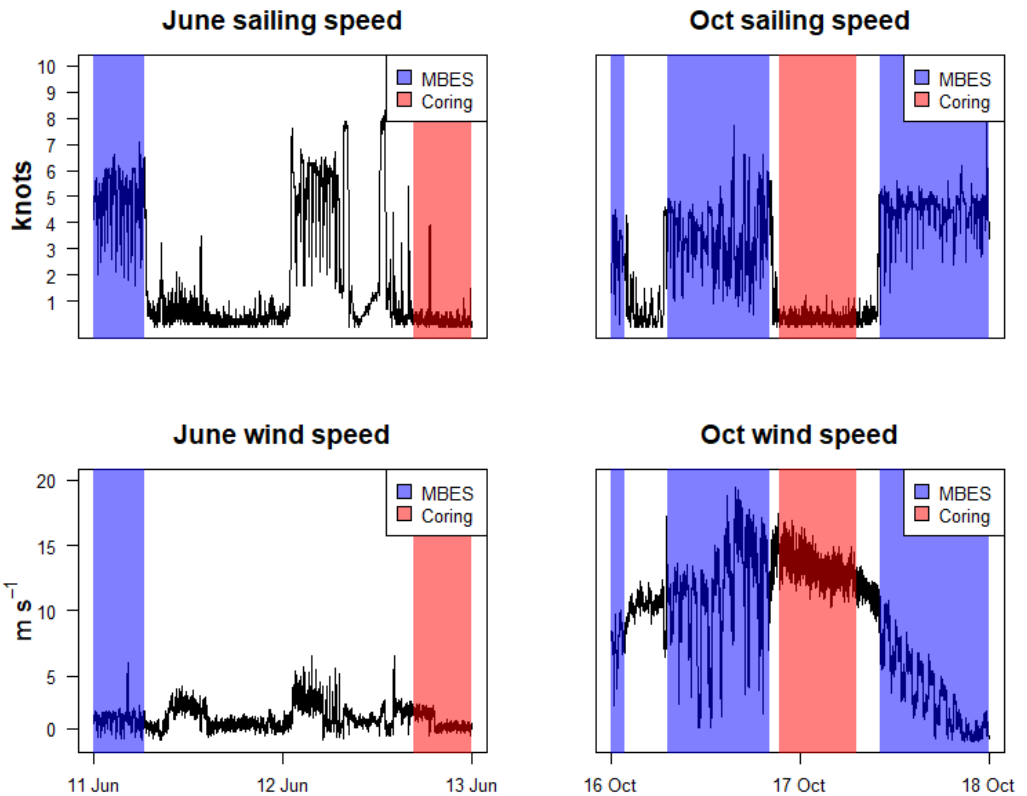 June sailing speed
Oct sailing speed
knots
10
9
8
7
6
5
4
3
2
1
MBES
Coring
MBES
Coring
June wind speed
Oct wind speed
m s⁻¹
20
15
10
5
0
MBES
Coring
MBES
Coring
11 Jun
12 Jun
13 Jun
16 Oct
17 Oct
18 Oct